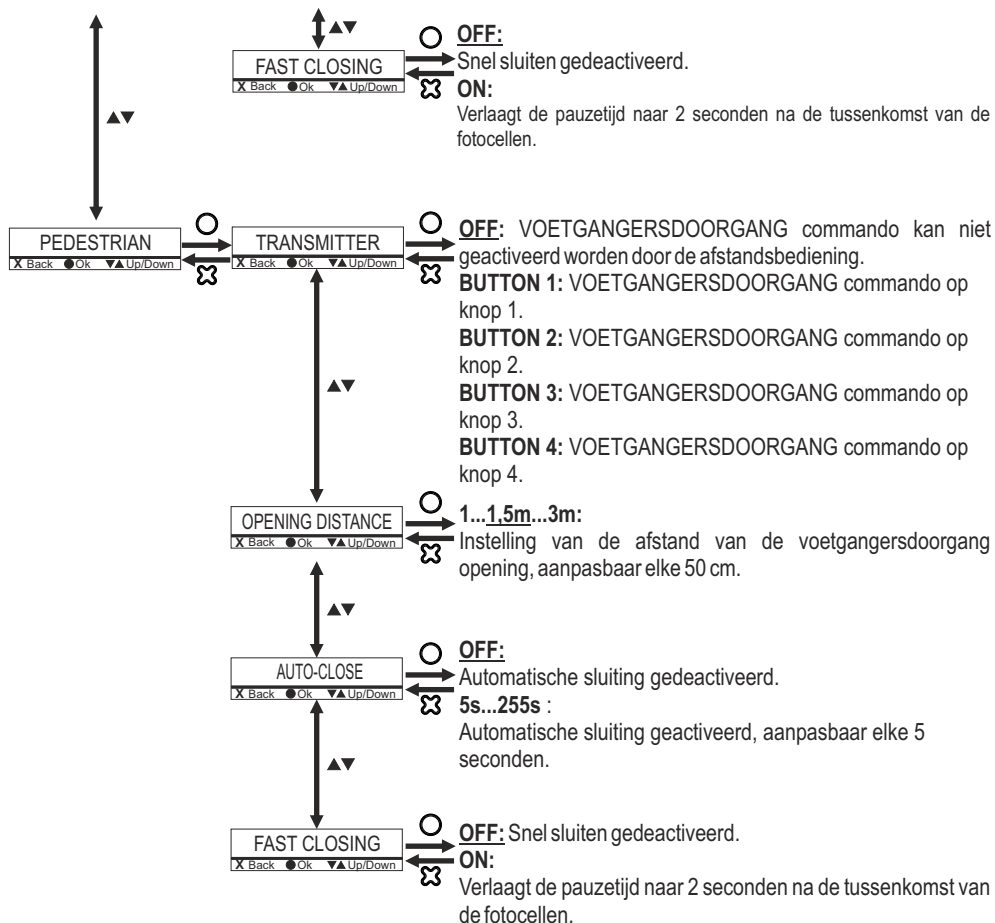 ▲▼
OFF:
FAST CLOSING
X Back ●Ok ▼▲Up/Down
Snel sluiten gedeactiveerd.
ON:
Verlaagt de pauzetijd naar 2 seconden na de tussenkomst van de
fotocellen.
▲▼
PEDESTRIAN
X Back ●Ok ▼▲Up/Down
TRANSMITTER
X Back ●Ok ▼▲Up/Down
OFF: VOETGANGERSDOORGANG commando kan niet
geactiveerd worden door de afstandsbediening.
BUTTON 1: VOETGANGERSDOORGANG commando op
knop 1.
BUTTON 2: VOETGANGERSDOORGANG commando op
knop 2.
BUTTON 3: VOETGANGERSDOORGANG commando op
knop 3.
BUTTON 4: VOETGANGERSDOORGANG commando op
knop 4.
▲▼
OPENING DISTANCE
X Back ●Ok ▼▲Up/Down
1...1,5m...3m:
Instelling van de afstand van de voetgangersdoorgang
opening, aanpasbaar elke 50 cm.
▲▼
AUTO-CLOSE
X Back ●Ok ▼▲Up/Down
OFF:
Automatische sluiting gedeactiveerd.
5s...255s :
Automatische sluiting geactiveerd, aanpasbaar elke 5
seconden.
▲▼
FAST CLOSING
X Back ●Ok ▼▲Up/Down
OFF: Snel sluiten gedeactiveerd.
ON:
Verlaagt de pauzetijd naar 2 seconden na de tussenkomst van
de fotocellen.